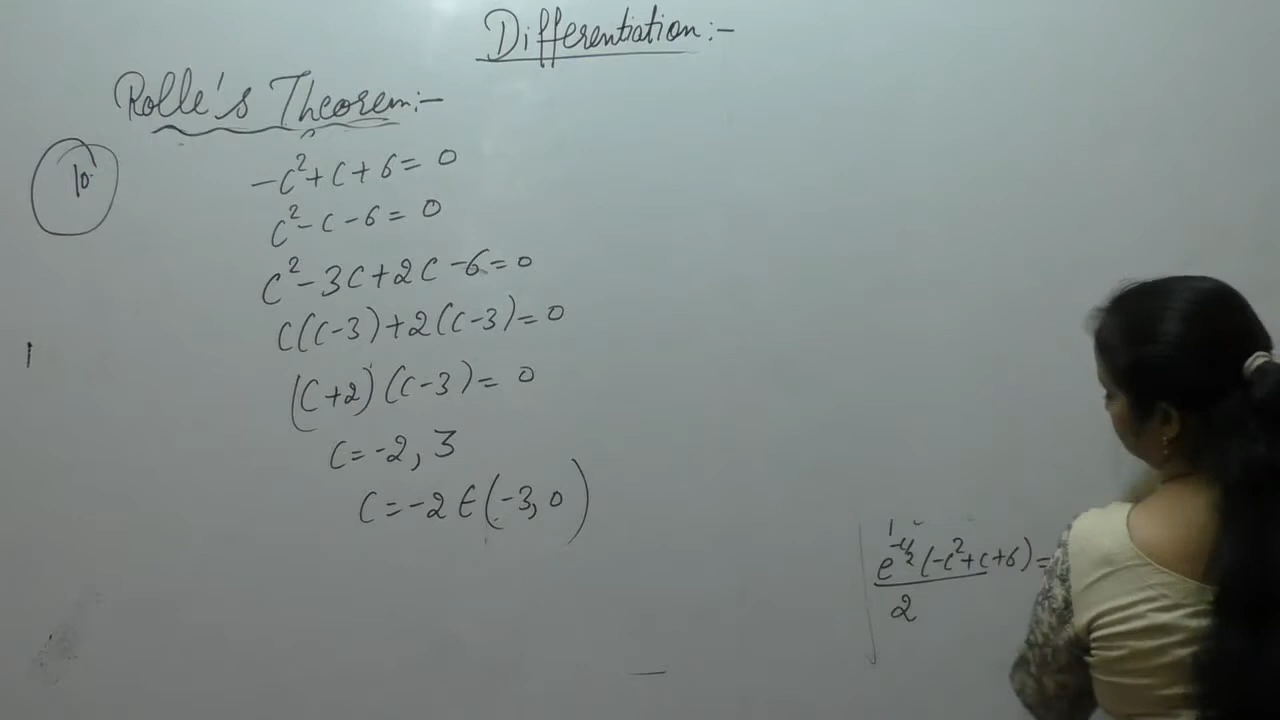 Differentiation:-
Rolle's Theorem:-
10.
-c²+c+6=0
c²-c-6=0
c²-3c+2c-6=0
c(c-3)+2(c-3)=0
(c+2)(c-3)=0
c=-2, 3
c=-2 ∈ (-3, 0)
e^(-c/2) (-c²+c+6)=
2